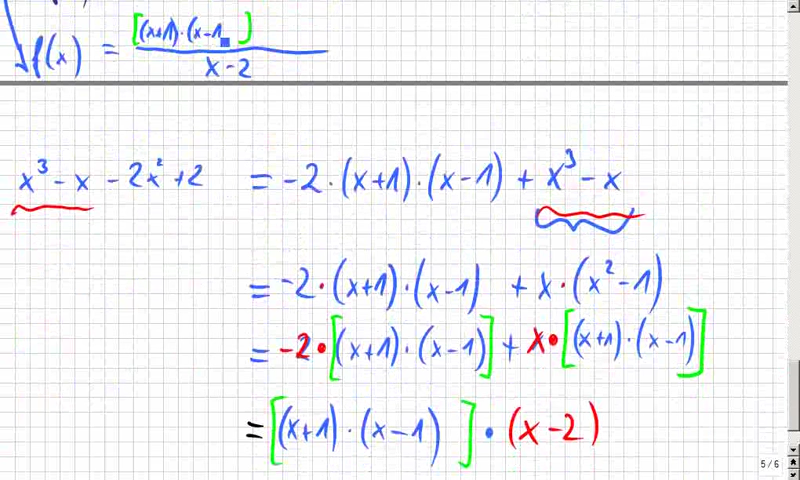 f(x) = [(x+1)·(x-1 ]
x-2
x³ - x - 2x² + 2 = -2·(x+1)·(x-1) + x³ - x
= -2·(x+1)·(x-1) + x·(x²-1)
= -2·[(x+1)·(x-1)] + x·[(x+1)·(x-1)]
= [(x+1)·(x-1) ]·(x-2)
5/6